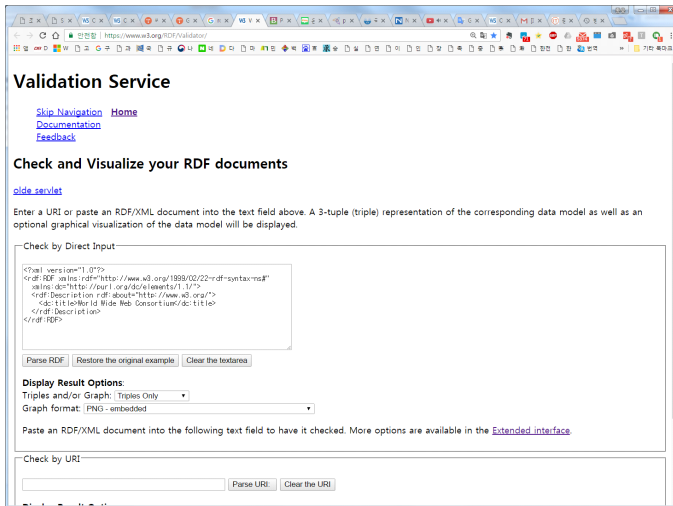 안전함 | https://www.w3.org/RDF/Validator/
Validation Service
Skip Navigation Home
Documentation
Feedback
Check and Visualize your RDF documents
olde servlet
Enter a URI or paste an RDF/XML document into the text field above. A 3-tuple (triple) representation of the corresponding data model as well as an
optional graphical visualization of the data model will be displayed.
Check by Direct Input
<?xml version="1.0"?>
<rdf:RDF xmlns:rdf="http://www.w3.org/1999/02/22-rdf-syntax-ns#"
xmlns:dc="http://purl.org/dc/elements/1.1/">
<rdf:Description rdf:about="http://www.w3.org/">
<dc:title>World Wide Web Consortium</dc:title>
</rdf:Description>
</rdf:RDF>
Parse RDF Restore the original example Clear the textarea
Display Result Options:
Triples and/or Graph: Triples Only
Graph format: PNG - embedded
Paste an RDF/XML document into the following text field to have it checked. More options are available in the Extended interface.
Check by URI
Parse URI: Clear the URI